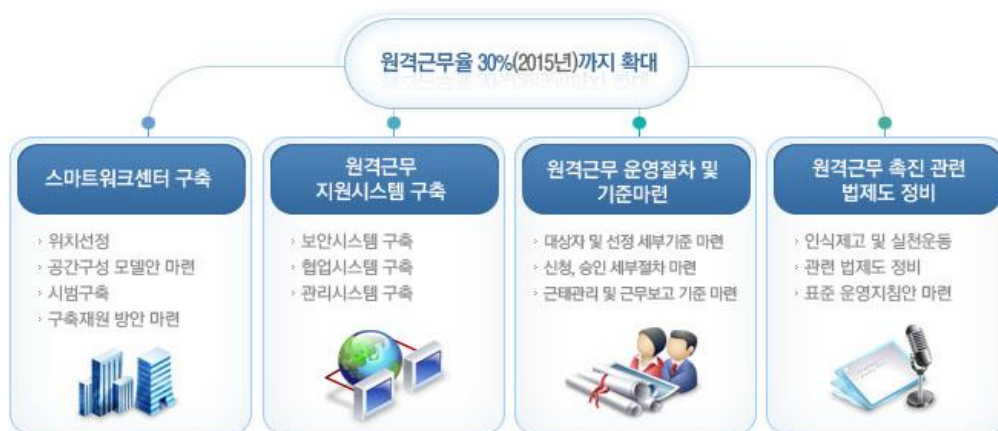 원격근무율 30%(2015년)까지 확대
스마트워크센터 구축
· 위치선정
· 공간구성 모델안 마련
· 시범구축
· 구축재원 방안 마련
원격근무
지원시스템 구축
· 보안시스템 구축
· 협업시스템 구축
· 관리시스템 구축
원격근무 운영절차 및
기준마련
· 대상자 및 선정 세부기준 마련
· 신청, 승인 세부절차 마련
· 근태관리 및 근무보고 기준 마련
원격근무 촉진 관련
법제도 정비
· 인식제고 및 실천운동
· 관련 법제도 정비
· 표준 운영지침안 마련